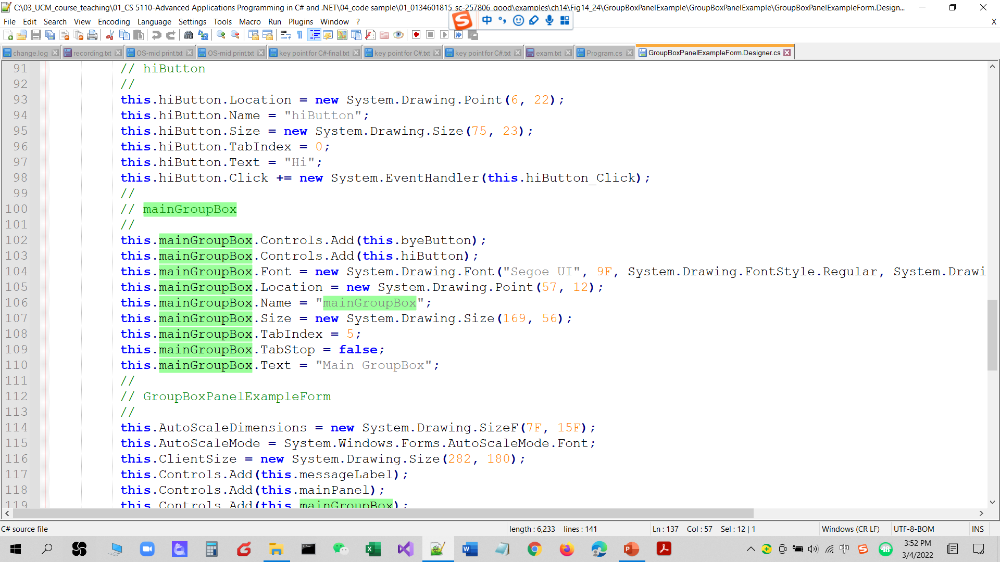 C:\03_UCM_course_teaching\01_CS 5110-Advanced Applications Programming in C# and .NET\04_code sample\01_0134601815_sc-257806_good\examples\ch14\Fig14_24\GroupBoxPanelExample\GroupBoxPanelExample\GroupBoxPanelExampleForm.Design...
File Edit Search View Encoding Language Settings Tools Macro Run Plugins Window ? 中 X
change.log recording.txt OS-mid print.txt OS-mid print.txt key point for C#-final.txt key point for C#.txt key point for C#.txt exam.txt Program.cs GroupBoxPanelExampleForm.Designer.cs
91 // hiButton
92 //
93 this.hiButton.Location = new System.Drawing.Point(6, 22);
94 this.hiButton.Name = "hiButton";
95 this.hiButton.Size = new System.Drawing.Size(75, 23);
96 this.hiButton.TabIndex = 0;
97 this.hiButton.Text = "Hi";
98 this.hiButton.Click += new System.EventHandler(this.hiButton_Click);
99 //
100 // mainGroupBox
101 //
102 this.mainGroupBox.Controls.Add(this.byeButton);
103 this.mainGroupBox.Controls.Add(this.hiButton);
104 this.mainGroupBox.Font = new System.Drawing.Font("Segoe UI", 9F, System.Drawing.FontStyle.Regular, System.Drawi
105 this.mainGroupBox.Location = new System.Drawing.Point(57, 12);
106 this.mainGroupBox.Name = "mainGroupBox";
107 this.mainGroupBox.Size = new System.Drawing.Size(169, 56);
108 this.mainGroupBox.TabIndex = 5;
109 this.mainGroupBox.TabStop = false;
110 this.mainGroupBox.Text = "Main GroupBox";
111 //
112 // GroupBoxPanelExampleForm
113 //
114 this.AutoScaleDimensions = new System.Drawing.SizeF(7F, 15F);
115 this.AutoScaleMode = System.Windows.Forms.AutoScaleMode.Font;
116 this.ClientSize = new System.Drawing.Size(282, 180);
117 this.Controls.Add(this.messageLabel);
118 this.Controls.Add(this.mainPanel);
119 this.Controls.Add(this.mainGroupBox);
C# source file length : 6,233 lines : 141 Ln : 137 Col : 57 Sel : 12 | 1 Windows (CR LF) UTF-8-BOM INS
中 48 3:52 PM
3/4/2022